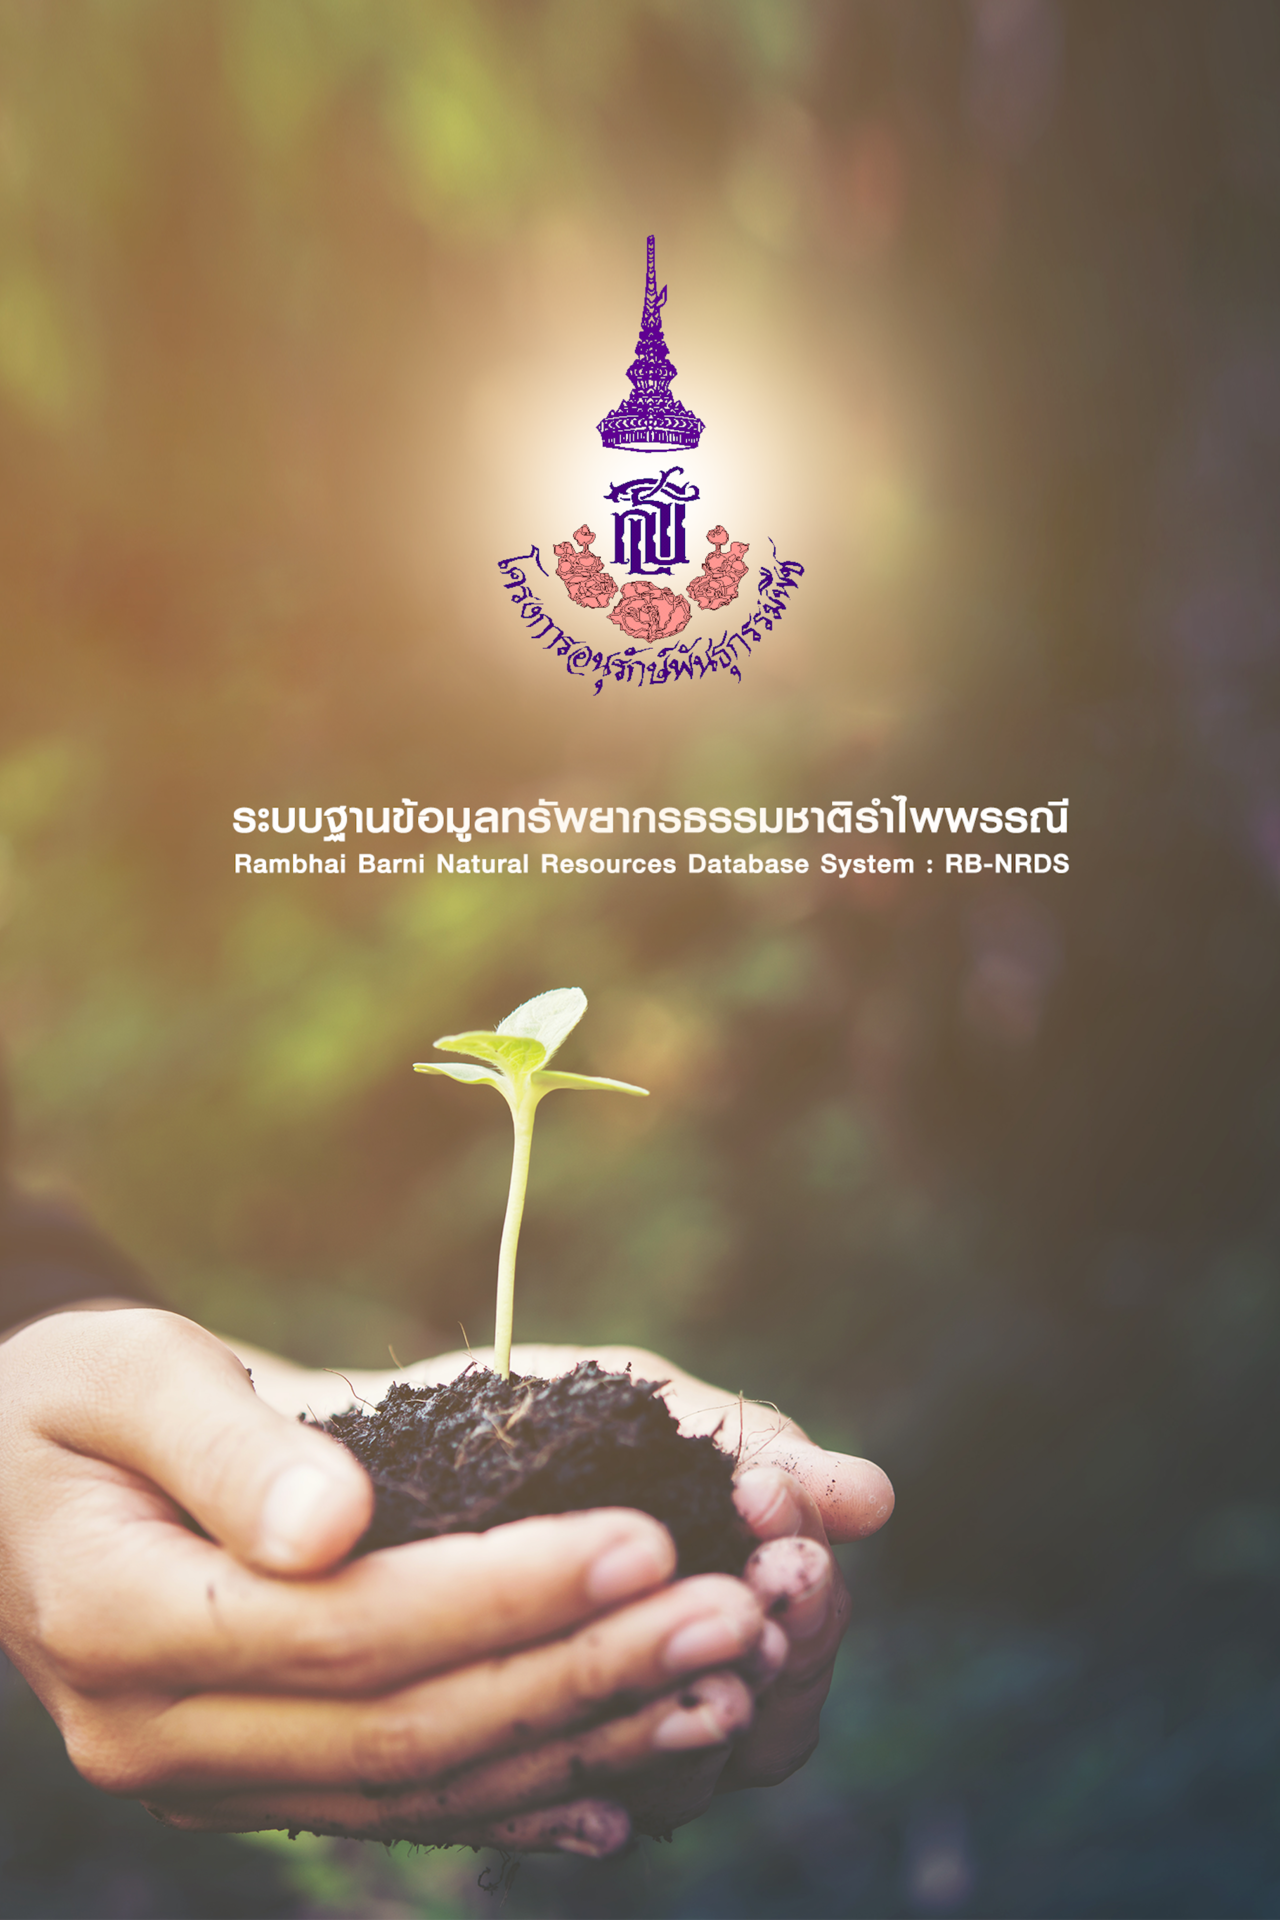 โครงการอนุรักษ์พันธุกรรมพืช
ระบบฐานข้อมูลทรัพยากรธรรมชาติรำไพพรรณี
Rambhai Barni Natural Resources Database System : RB-NRDS